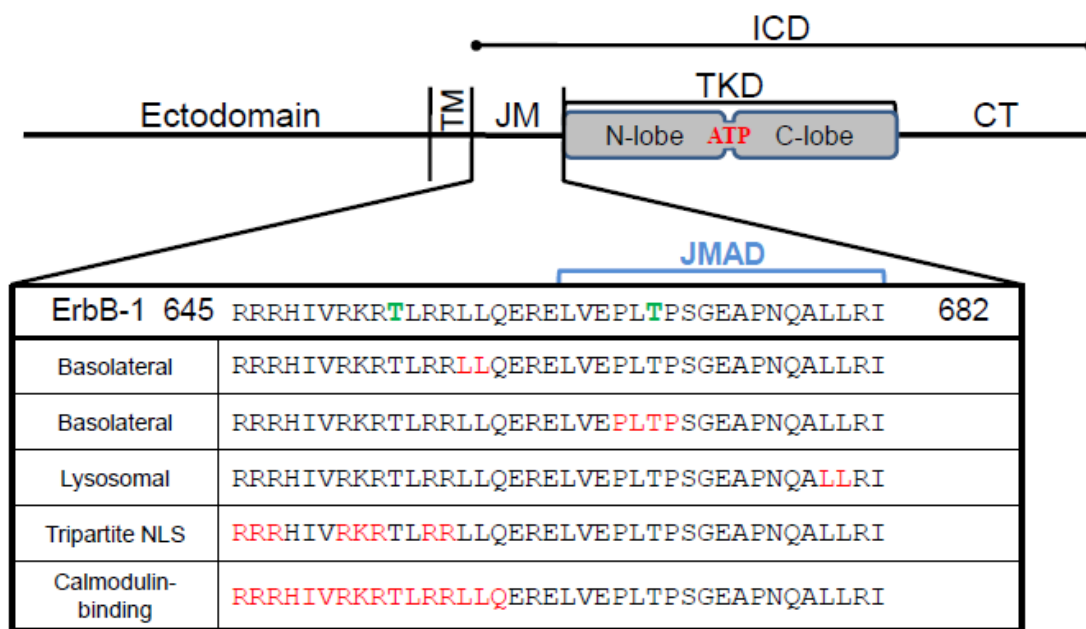 ICD
TKD
Ectodomain TM JM N-lobe ATP C-lobe CT
JMAD
ErbB-1 645 RRRHIVRKRTLRRLLQERELVEPLTPSGEAPNQALLRI 682
Basolateral RRRHIVRKRTLRRLLQERELVEPLTPSGEAPNQALLRI
Basolateral RRRHIVRKRTLRRLLQERELVEPLTPSGEAPNQALLRI
Lysosomal RRRHIVRKRTLRRLLQERELVEPLTPSGEAPNQALLRI
Tripartite NLS RRRHIVRKRTLRRLLQERELVEPLTPSGEAPNQALLRI
Calmodulin-
binding RRRHIVRKRTLRRLLQERELVEPLTPSGEAPNQALLRI